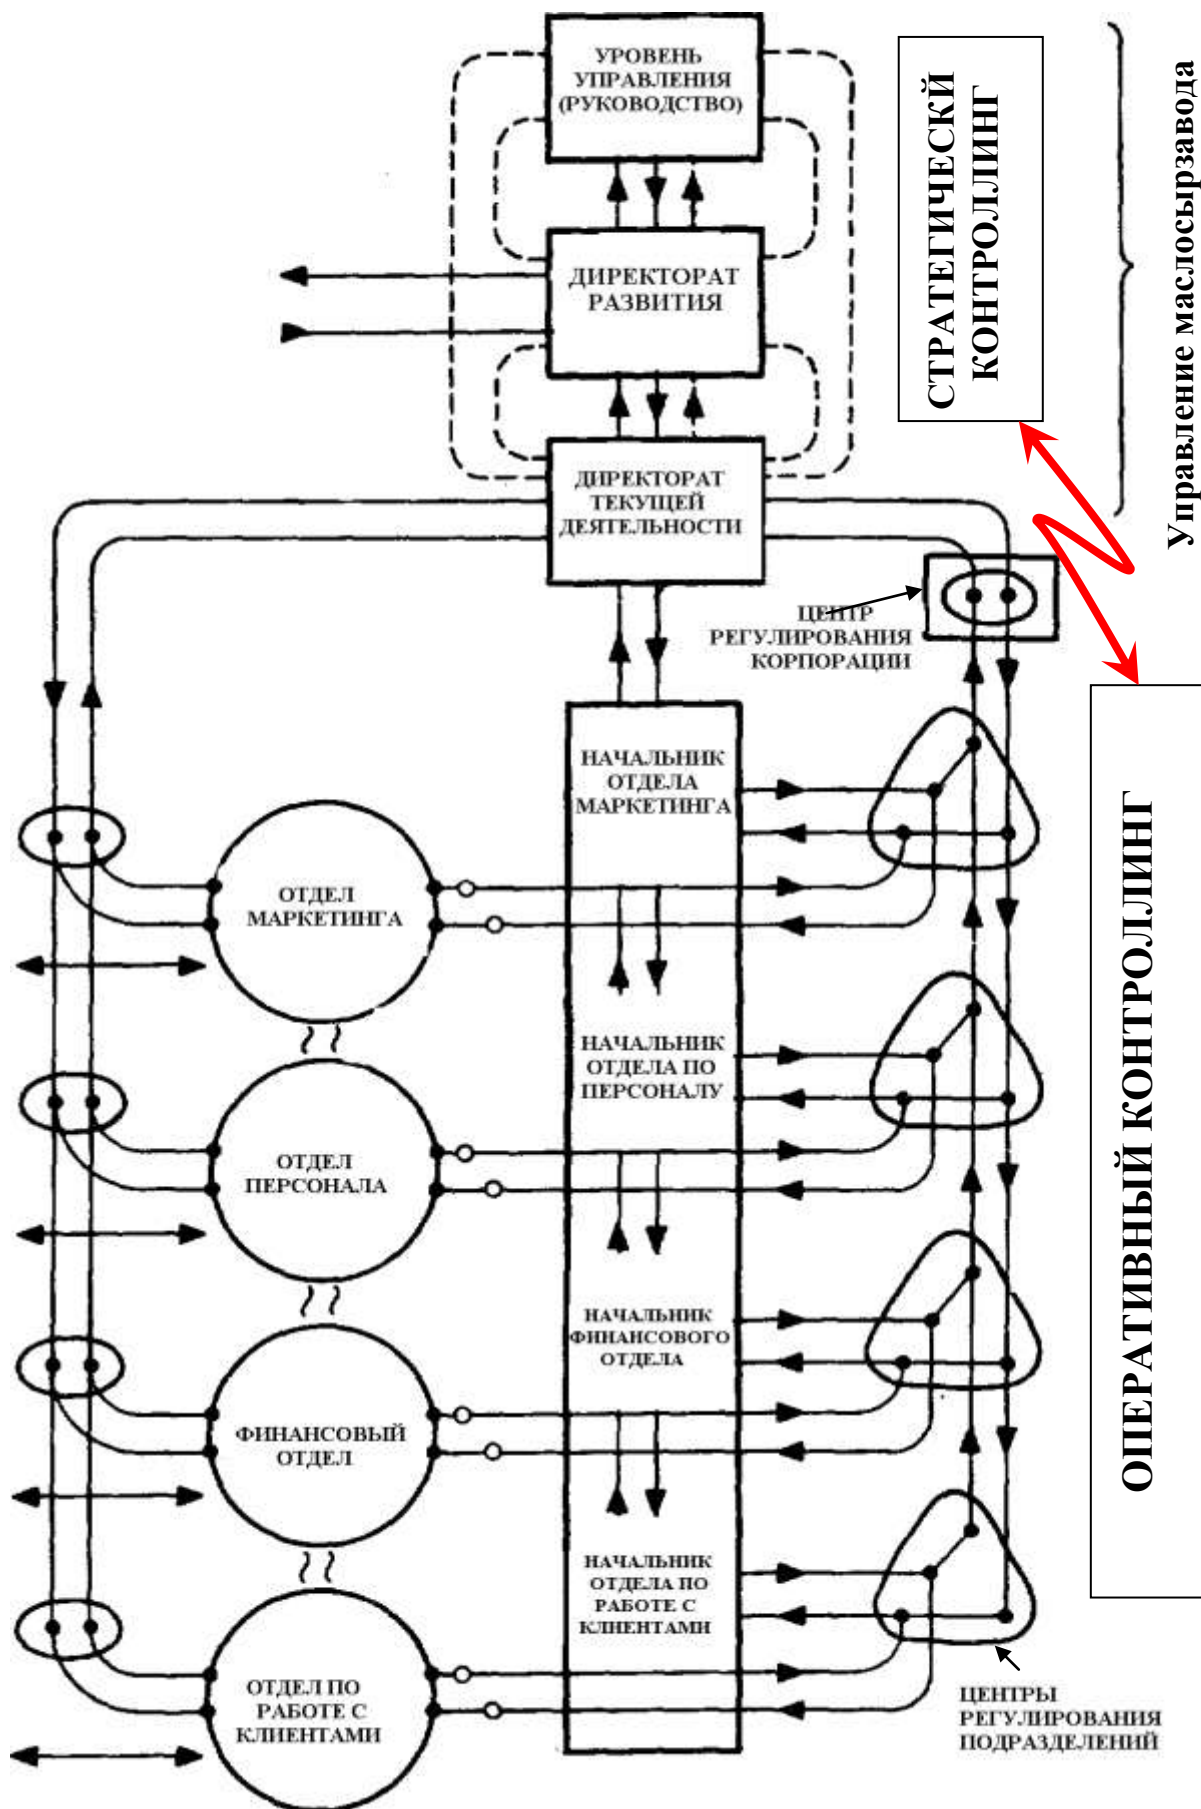 УРОВЕНЬ
УПРАВЛЕНИЯ
(РУКОВОДСТВО)
СТРАТЕГИЧЕСКЙ
КОНТРОЛЛИНГ
Управление маслосырзавода
ДИРЕКТОРАТ
РАЗВИТИЯ
ДИРЕКТОРАТ
ТЕКУЩЕЙ
ДЕЯТЕЛЬНОСТИ
ЦЕНТР
РЕГУЛИРОВАНИЯ
КОРПОРАЦИИ
ОПЕРАТИВНЫЙ КОНТРОЛЛИНГ
НАЧАЛЬНИК
ОТДЕЛА
МАРКЕТИНГА
ОТДЕЛ
МАРКЕТИНГА
НАЧАЛЬНИК
ОТДЕЛА ПО
ПЕРСОНАЛУ
ОТДЕЛ
ПЕРСОНАЛА
НАЧАЛЬНИК
ФИНАНСОВОГО
ОТДЕЛА
ФИНАНСОВЫЙ
ОТДЕЛ
НАЧАЛЬНИК
ОТДЕЛА ПО
РАБОТЕ С
КЛИЕНТАМИ
ОТДЕЛ ПО
РАБОТЕ С
КЛИЕНТАМИ
ЦЕНТРЫ
РЕГУЛИРОВАНИЯ
ПОДРАЗДЕЛЕНИЙ